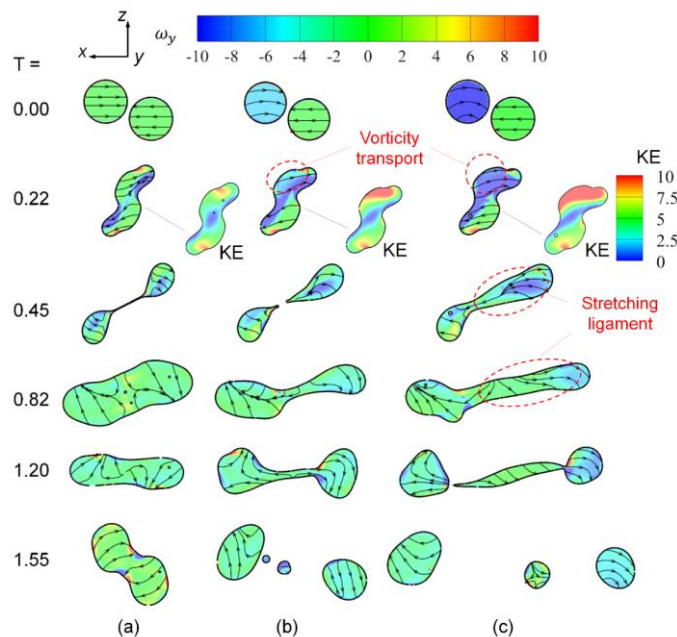 z
x
y
ω_y
-10 -8 -6 -4 -2 0 2 4 6 8 10
T =
0.00
Vorticity
transport
KE
10
7.5
5.0
2.5
0
0.22
KE
KE
0.45
Stretching
ligament
0.82
1.20
1.55
(a) (b) (c)